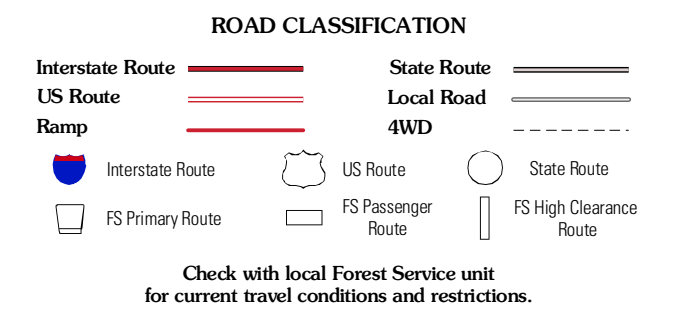 ROAD CLASSIFICATION
Interstate Route
State Route
US Route
Local Road
Ramp
4WD
Interstate Route
US Route
State Route
FS Primary Route
FS Passenger
Route
FS High Clearance
Route
Check with local Forest Service unit
for current travel conditions and restrictions.